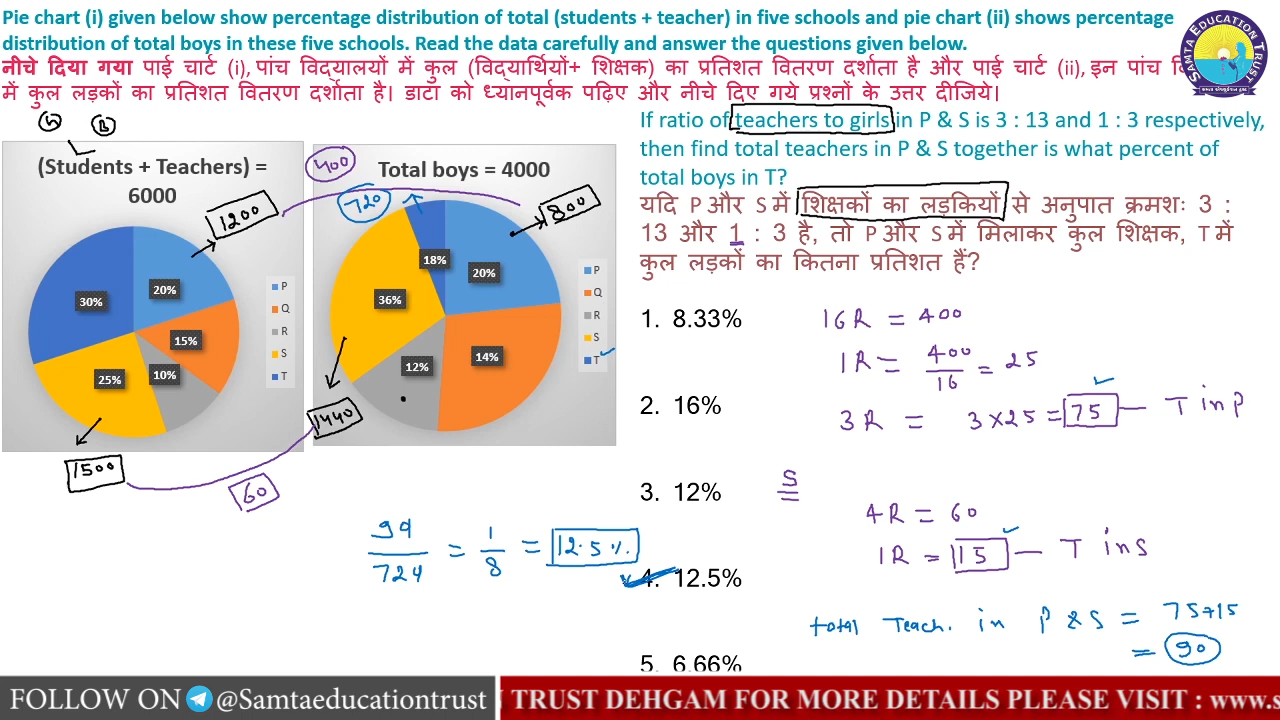 Pie chart (i) given below show percentage distribution of total (students + teacher) in five schools and pie chart (ii) shows percentage
distribution of total boys in these five schools. Read the data carefully and answer the questions given below.
नीचे दिया गया पाई चार्ट (i), पांच विद्यालयों में कुल (विद्यार्थियों+ शिक्षक) का प्रतिशत वितरण दर्शाता है और पाई चार्ट (ii), इन पांच
में कुल लड़कों का प्रतिशत वितरण दर्शाता है। डाटा को ध्यानपूर्वक पढ़िए और नीचे दिए गये प्रश्नों के उत्तर दीजिये।
SAMTA EDUCATION TRUST
(Students + Teachers) =
6000
1200
30%
20%
15%
25%
10%
P
Q
R
S
T
1500
400
Total boys = 4000
720
800
18%
20%
36%
14%
12%
P
Q
R
S
T
1440
60
If ratio of teachers to girls in P & S is 3 : 13 and 1 : 3 respectively,
then find total teachers in P & S together is what percent of
total boys in T?
यदि P और S में शिक्षकों का लड़कियों से अनुपात क्रमशः 3 :
13 और 1 : 3 है, तो P और S में मिलाकर कुल शिक्षक, T में
कुल लड़कों का कितना प्रतिशत हैं?
1. 8.33%
2. 16%
3. 12%
4. 12.5%
5. 6.66%
16R = 400
1R = 400/16 = 25
3R = 3×25 = 75 — T in P
S
4R = 60
1R = 15 — T in S
total Teach. in P & S = 75+15
= 90
= 1/8 = 12.5%
FOLLOW ON @Samtaeducationtrust
TRUST DEHGAM FOR MORE DETAILS PLEASE VISIT : www.s